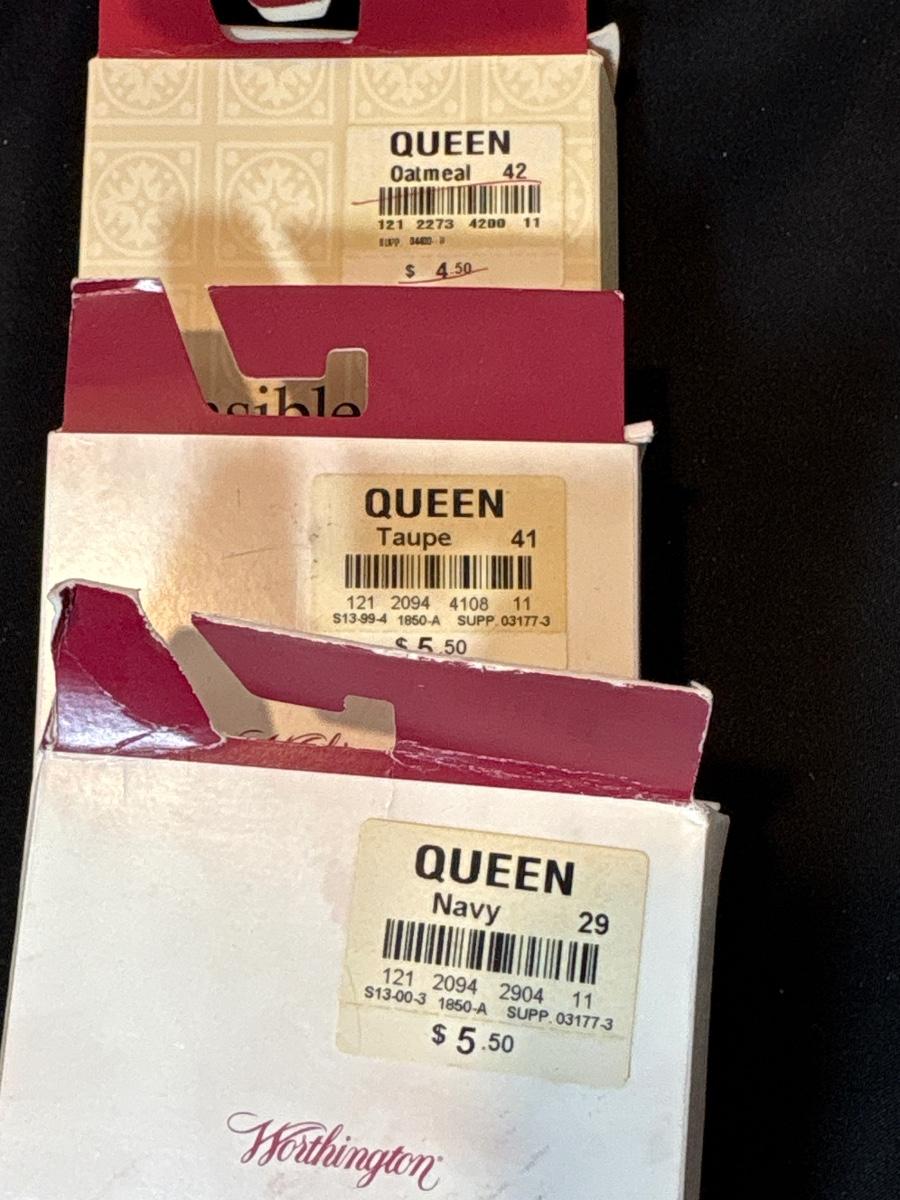 QUEEN
Oatmeal 42
121 2273 4200 11
$ 4.50
sible
QUEEN
Taupe 41
121 2094 4108 11
S13-99-4 1850-A SUPP. 03177-3
$ 5.50
QUEEN
Navy 29
121 2094 2904 11
S13-00-3 1850-A SUPP. 03177-3
$ 5.50
Worthington